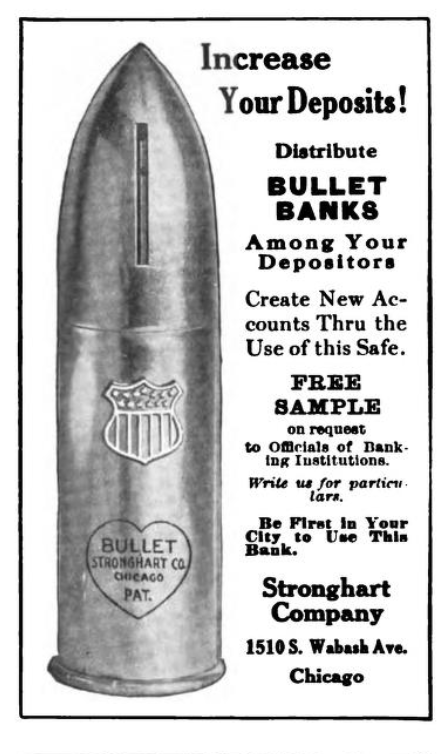 Increase
Your Deposits!
Distribute
BULLET
BANKS
Among Your
Depositors
Create New Ac-
counts Thru the
Use of this Safe.
FREE
SAMPLE
on request
to Officials of Bank-
ing Institutions.
Write us for particu-
lars.
Be First in Your
City to Use This
Bank.
Stronghart
Company
1510 S. Wabash Ave.
Chicago
BULLET
STRONGHART CO.
CHICAGO
PAT.